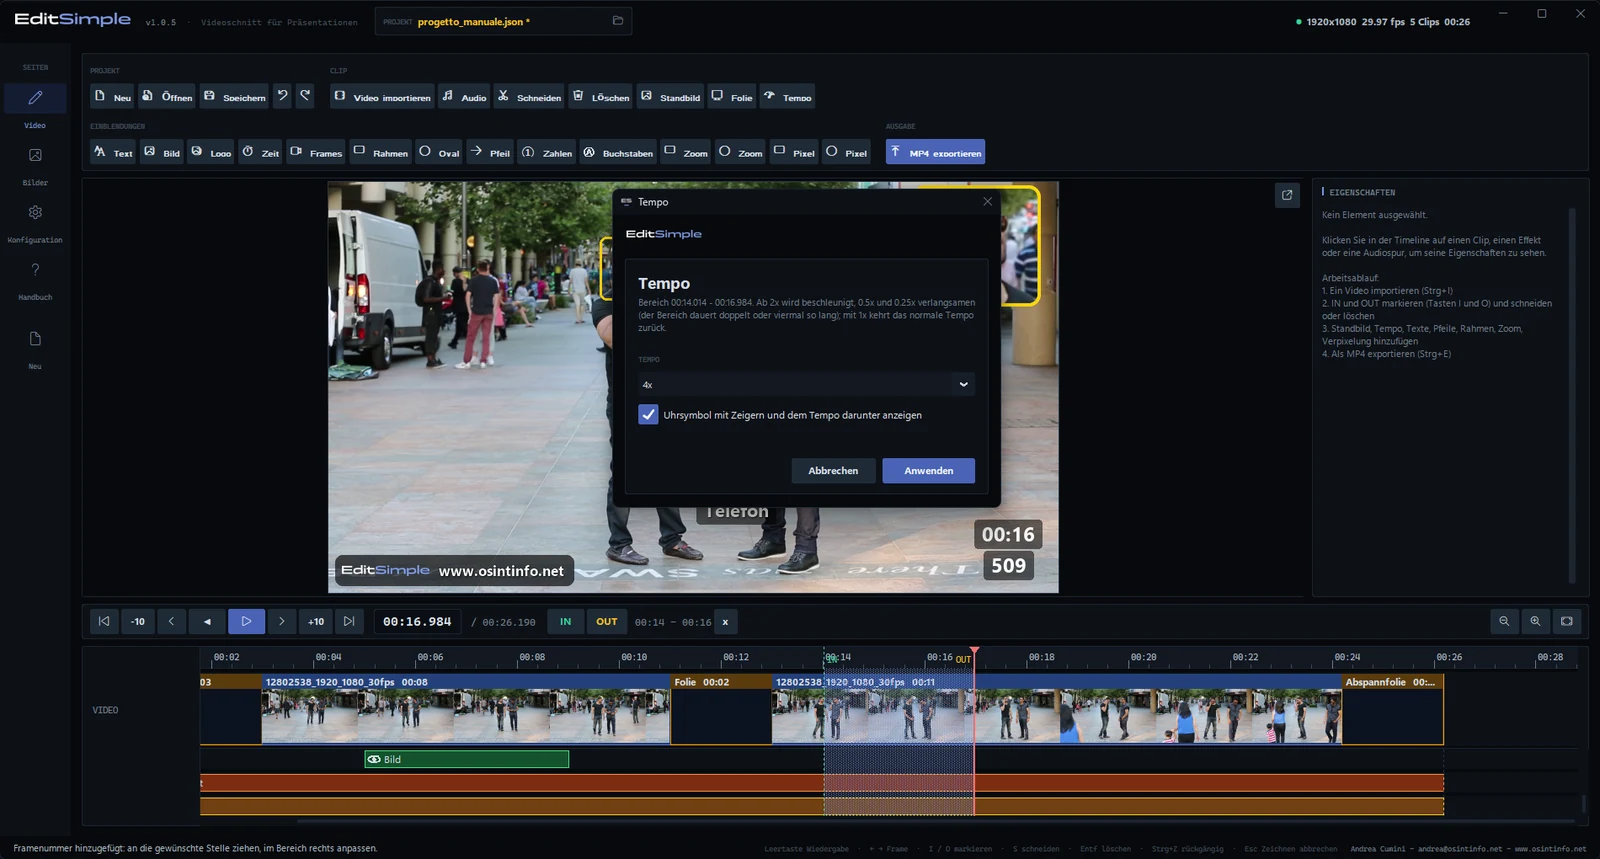 EditSimple v1.0.5 · Videoschnitt für Präsentationen PROJEKT progetto_manuale.json * 1920x1080 29.97 fps 5 Clips 00:26
SEITEN
Video
Bilder
Konfiguration
Handbuch
Neu
PROJEKT CLIP
Neu Öffnen Speichern Video importieren Audio Schneiden Löschen Standbild Folie Tempo
EINBLENDUNGEN AUSGABE
Text Bild Logo Zeit Frames Rahmen Oval Pfeil Zahlen Buchstaben Zoom Zoom Pixel Pixel MP4 exportieren
ES Tempo
EditSimple
Tempo
Bereich 00:14.014 - 00:16.984. Ab 2x wird beschleunigt, 0.5x und 0.25x verlangsamen
(der Bereich dauert doppelt oder viermal so lang); mit 1x kehrt das normale Tempo
zurück.
TEMPO
4x
Uhrsymbol mit Zeigern und dem Tempo darunter anzeigen
Abbrechen Anwenden
Telefon
00:16
509
EditSimple www.osintinfo.net
EIGENSCHAFTEN
Kein Element ausgewählt.
Klicken Sie in der Timeline auf einen Clip, einen Effekt
oder eine Audiospur, um seine Eigenschaften zu sehen.
Arbeitsablauf:
1. Ein Video importieren (Strg+I)
2. IN und OUT markieren (Tasten I und O) und schneiden
oder löschen
3. Standbild, Tempo, Texte, Pfeile, Rahmen, Zoom,
Verpixelung hinzufügen
4. Als MP4 exportieren (Strg+E)
-10 +10 00:16.984 / 00:26.190 IN OUT 00:14 – 00:16 x
00:02 00:04 00:06 00:08 00:10 00:12 00:14 00:16 00:18 00:20 00:22 00:24 00:26 00:28
IN OUT
03 12802538_1920_1080_30fps 00:08 Folie 00:02 12802538_1920_1080_30fps 00:11 Abspannfolie 00:...
VIDEO
Bild
t
Framenummer hinzugefügt: an die gewünschte Stelle ziehen, im Bereich rechts anpassen.
Leertaste Wiedergabe · ← → Frame · I / O markieren · S schneiden · Entf löschen · Strg+Z rückgängig · Esc Zeichnen abbrechen Andrea Cumini – andrea@osintinfo.net – www.osintinfo.net